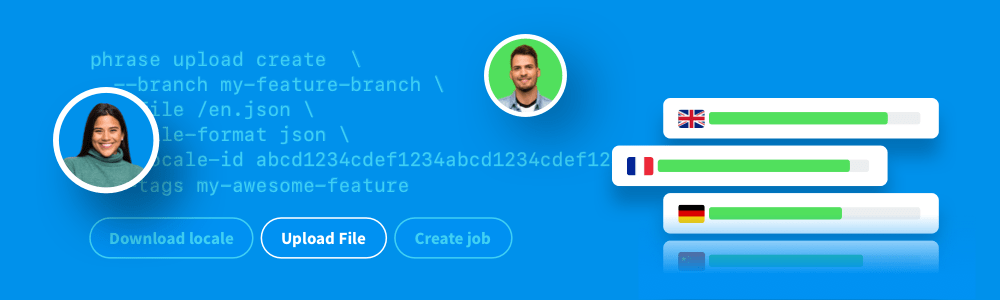 phrase upload create \
--branch my-feature-branch \
file /en.json \
le-format json \
ocale-id abcd1234cdef1234abcd1234cdef12
tags my-awesome-feature
Download locale
Upload File
Create job